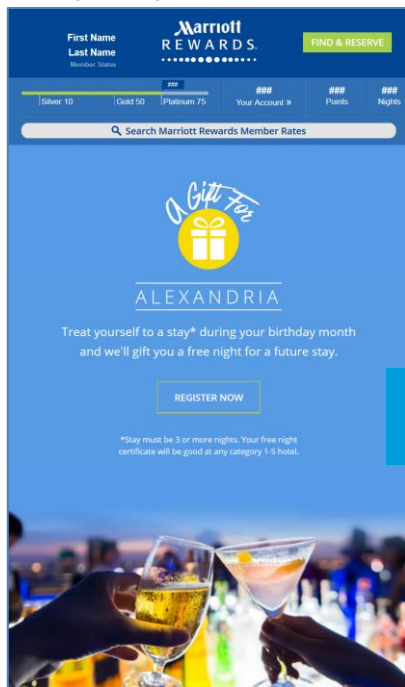 First Name
Last Name
Member Status
Marriott
REWARDS.
FIND & RESERVE
###
Silver 10
Gold 50
Platinum 75
###
Your Account »
###
Points
###
Nights
Search Marriott Rewards Member Rates
A Gift For
ALEXANDRIA
Treat yourself to a stay* during your birthday month
and we'll gift you a free night for a future stay.
REGISTER NOW
*Stay must be 3 or more nights. Your free night
certificate will be good at any category 1-5 hotel.